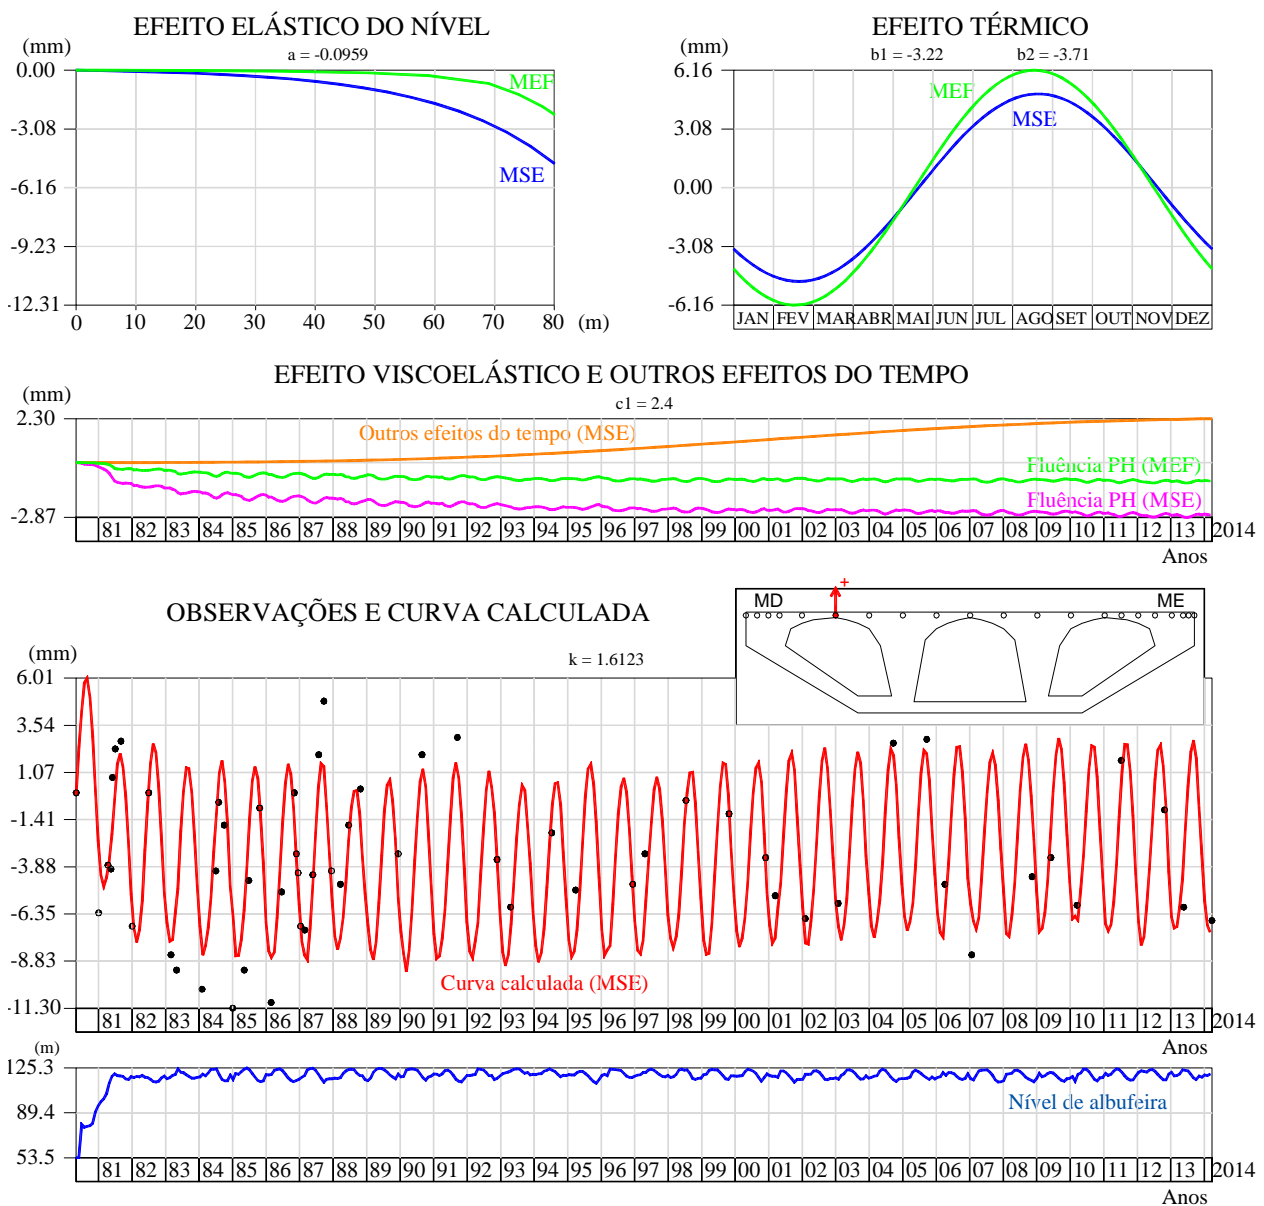 EFEITO ELÁSTICO DO NÍVEL
(mm)
a = -0.0959
0.00
-3.08
-6.16
-9.23
-12.31
MEF
MSE
0 10 20 30 40 50 60 70 80 (m)
EFEITO TÉRMICO
(mm)
b1 = -3.22 b2 = -3.71
6.16
3.08
0.00
-3.08
-6.16
MEF
MSE
JAN FEV MAR ABR MAI JUN JUL AGO SET OUT NOV DEZ
EFEITO VISCOELÁSTICO E OUTROS EFEITOS DO TEMPO
(mm)
c1 = 2.4
2.30
-2.87
Outros efeitos do tempo (MSE)
Fluência PH (MEF)
Fluência PH (MSE)
81 82 83 84 85 86 87 88 89 90 91 92 93 94 95 96 97 98 99 00 01 02 03 04 05 06 07 08 09 10 11 12 13 2014
Anos
OBSERVAÇÕES E CURVA CALCULADA
MD ME
+
(mm)
k = 1.6123
6.01
3.54
1.07
-1.41
-3.88
-6.35
-8.83
-11.30
Curva calculada (MSE)
81 82 83 84 85 86 87 88 89 90 91 92 93 94 95 96 97 98 99 00 01 02 03 04 05 06 07 08 09 10 11 12 13 2014
Anos
(m)
125.3
89.4
53.5
Nível de albufeira
81 82 83 84 85 86 87 88 89 90 91 92 93 94 95 96 97 98 99 00 01 02 03 04 05 06 07 08 09 10 11 12 13 2014
Anos